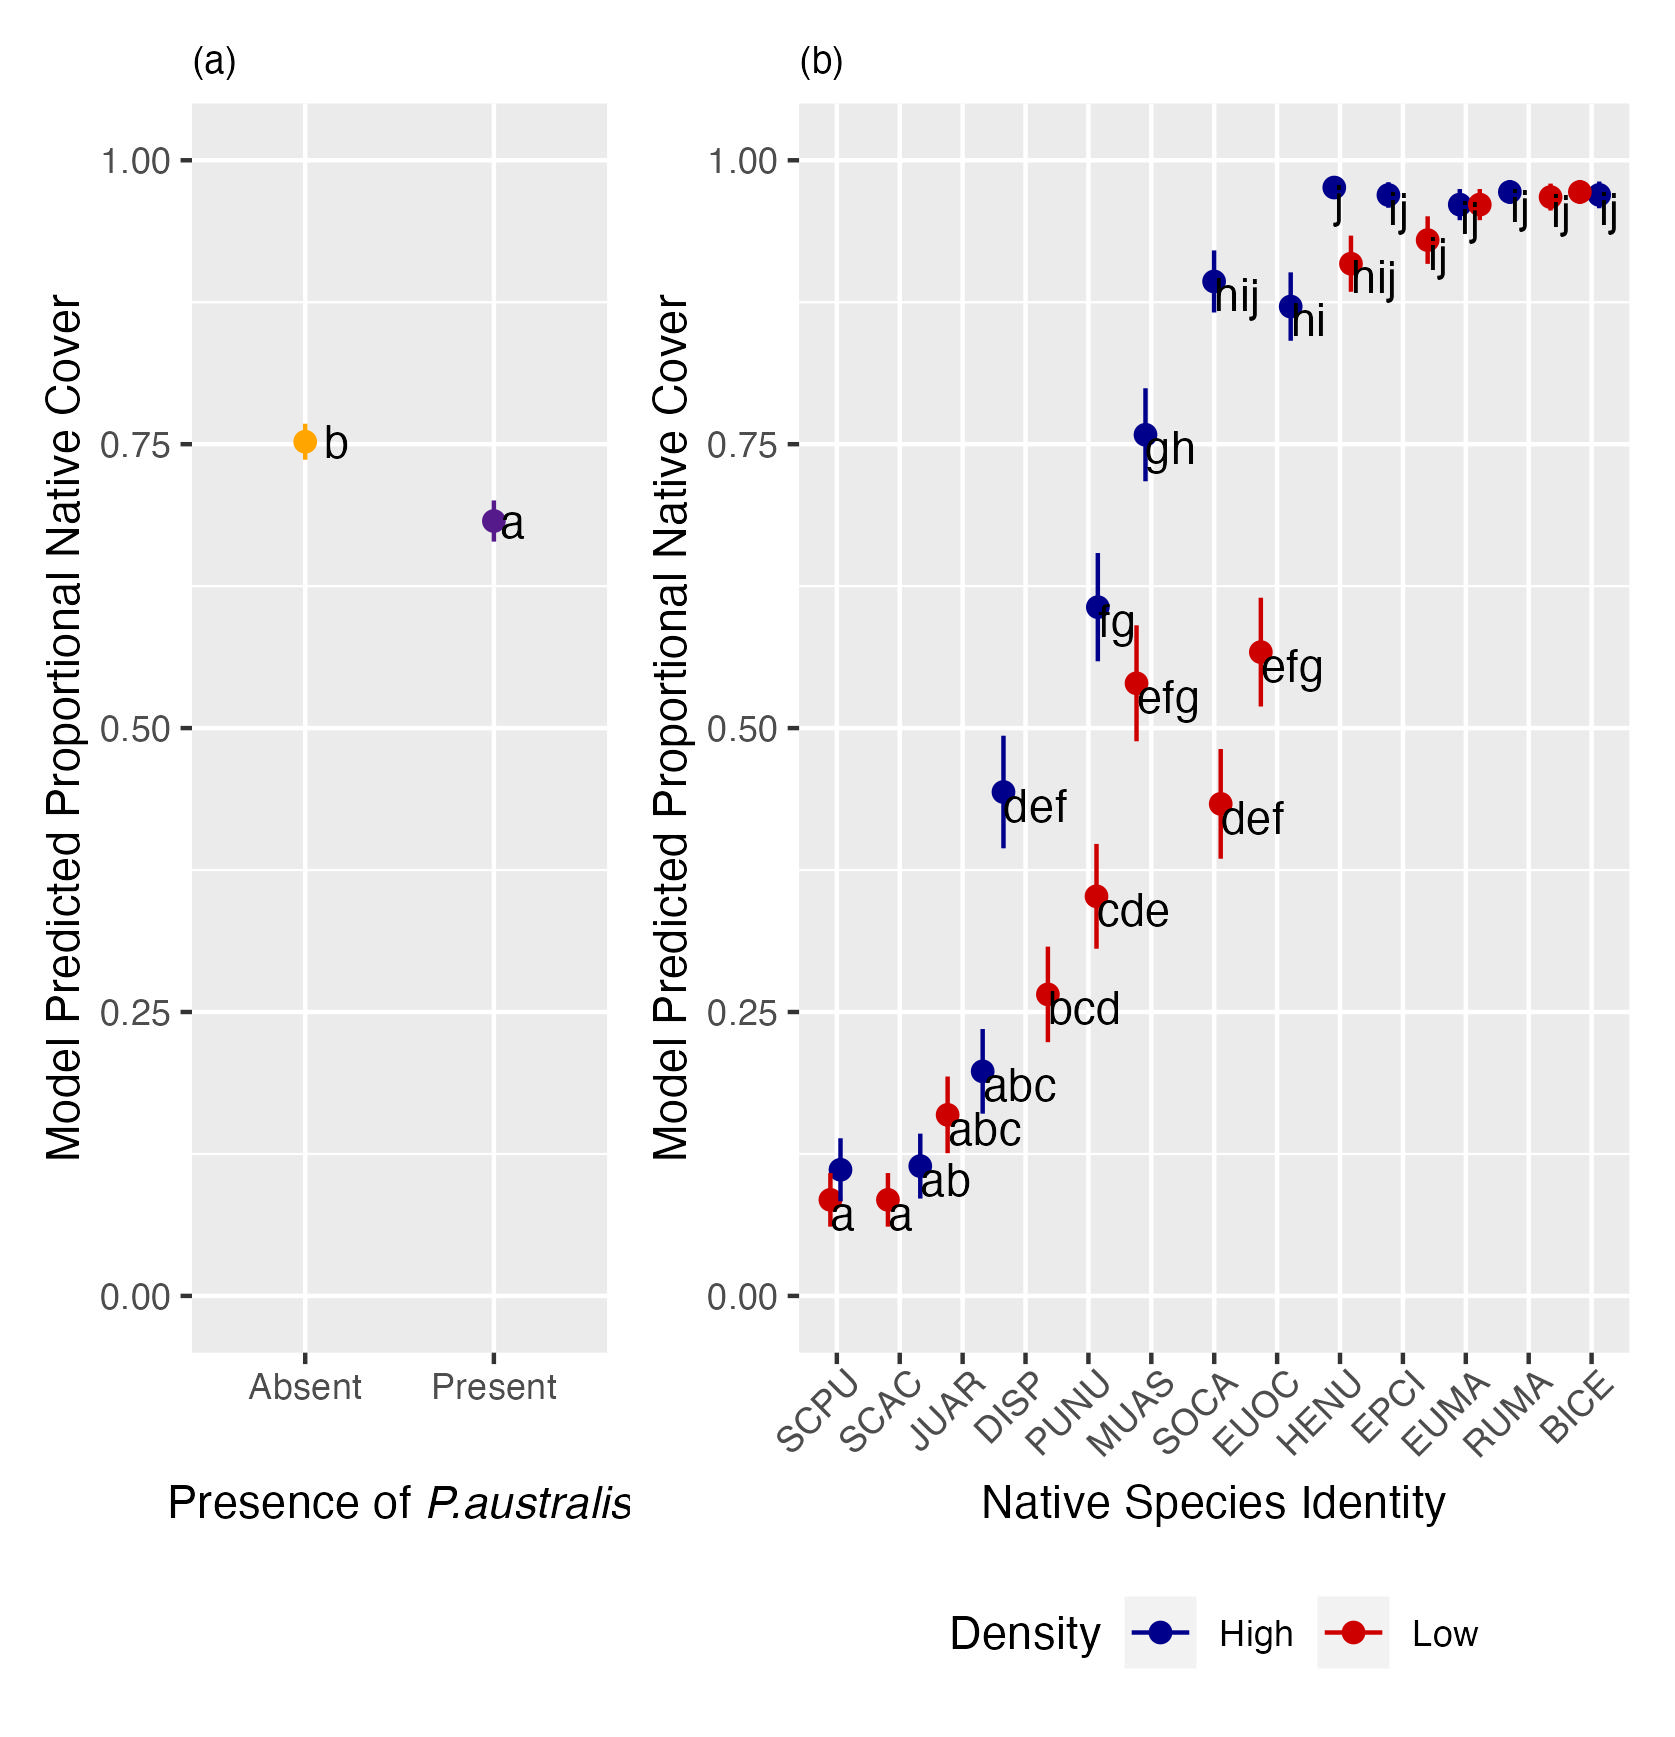 (a)
(b)
Model Predicted Proportional Native Cover
1.00
0.75
0.50
0.25
0.00
b
a
Absent
Present
Presence of P.australis
Model Predicted Proportional Native Cover
1.00
0.75
0.50
0.25
0.00
j
ij
ij
ij
ij
ij
ij
hij
hij
hi
gh
fg
efg
efg
def
def
cde
bcd
abc
abc
ab
a
a
SCPU
SCAC
JUAR
DISP
PUNU
MUAS
SOCA
EUOC
HENU
EPCI
EUMA
RUMA
BICE
Native Species Identity
Density High Low